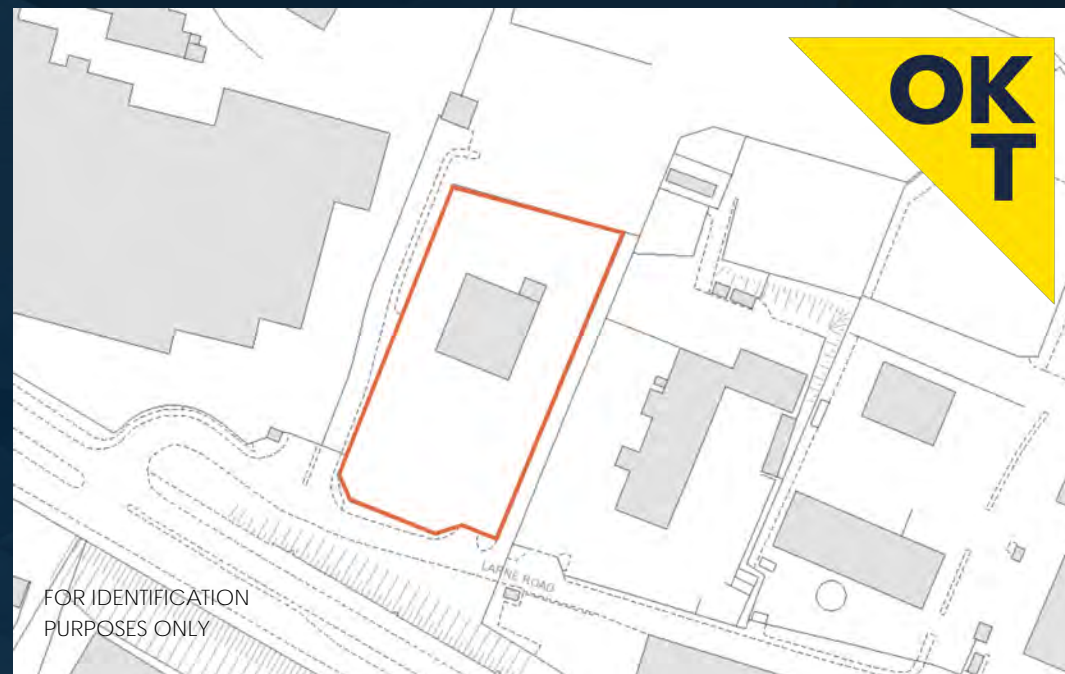 OK
T
LARNE ROAD
FOR IDENTIFICATION
PURPOSES ONLY